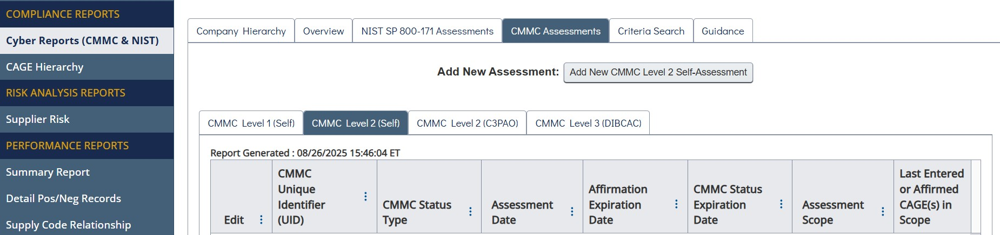 COMPLIANCE REPORTS
Cyber Reports (CMMC & NIST)
CAGE Hierarchy
RISK ANALYSIS REPORTS
Supplier Risk
PERFORMANCE REPORTS
Summary Report
Detail Pos/Neg Records
Supply Code Relationship
Company Hierarchy
Overview
NIST SP 800-171 Assessments
CMMC Assessments
Criteria Search
Guidance
Add New Assessment: Add New CMMC Level 2 Self-Assessment
CMMC Level 1 (Self)
CMMC Level 2 (Self)
CMMC Level 2 (C3PAO)
CMMC Level 3 (DIBCAC)
Report Generated : 08/26/2025 15:46:04 ET
Edit
CMMC
Unique
Identifier
(UID)
CMMC Status
Type
Assessment
Date
Affirmation
Expiration
Date
CMMC Status
Expiration
Date
Assessment
Scope
Last Entered
or Affirmed
CAGE(s) in
Scope